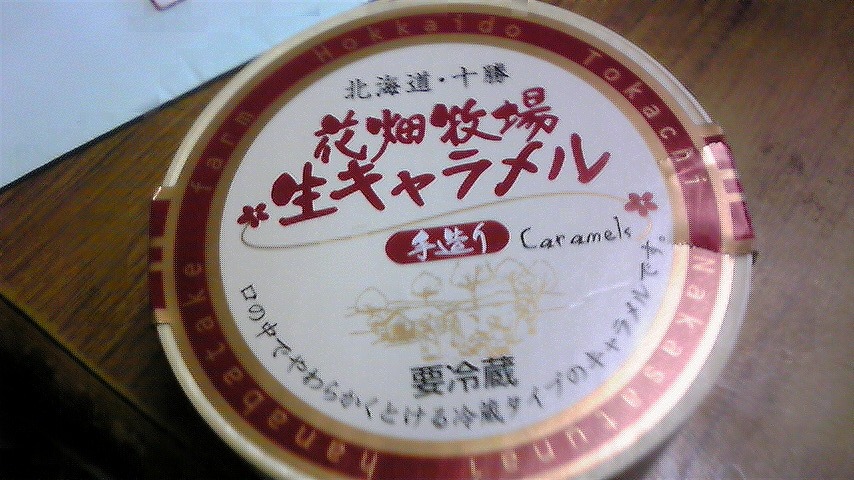 Hokkaido Tokachi Nakasatunai
hanabatake farm
北海道・十勝
花畑牧場
生キャラメル
手造り Caramels
口の中でやわらかくとける冷蔵タイプのキャラメルです。
要冷蔵